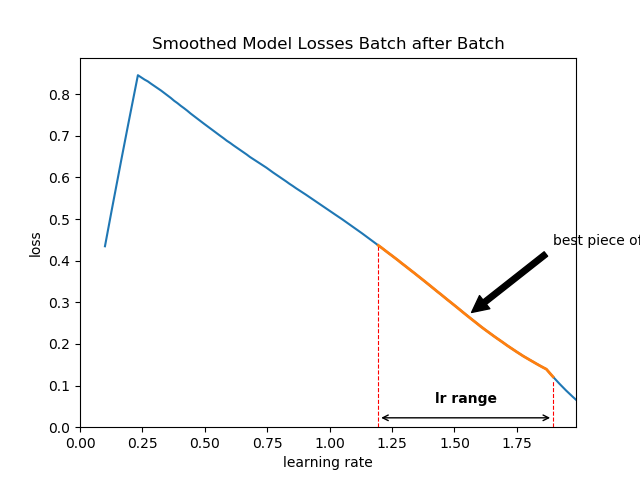 Smoothed Model Losses Batch after Batch
loss
0.8
0.7
0.6
0.5
0.4
0.3
0.2
0.1
0.0
best piece of
lr range
0.00 0.25 0.50 0.75 1.00 1.25 1.50 1.75
learning rate